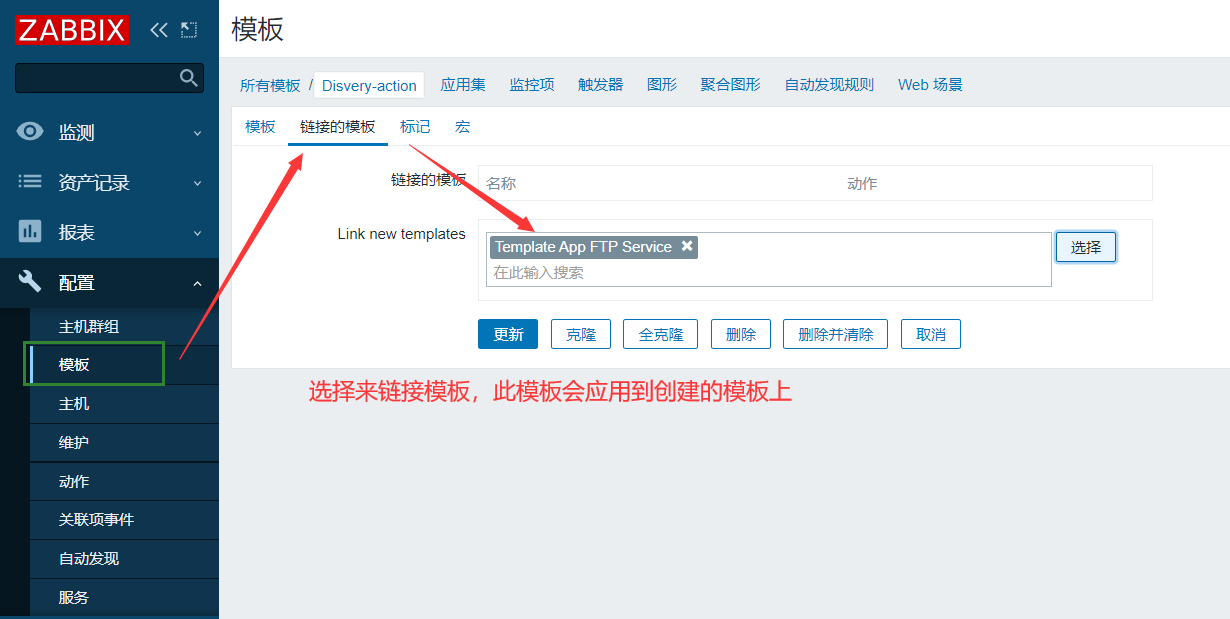 ZABBIX
监测
资产记录
报表
配置
主机群组
模板
主机
维护
动作
关联项事件
自动发现
服务
模板
所有模板 / Disvery-action 应用集 监控项 触发器 图形 聚合图形 自动发现规则 Web 场景
模板 链接的模板 标记 宏
链接的模板 名称 动作
Link new templates Template App FTP Service 选择
在此输入搜索
更新 克隆 全克隆 删除 删除并清除 取消
选择来链接模板，此模板会应用到创建的模板上